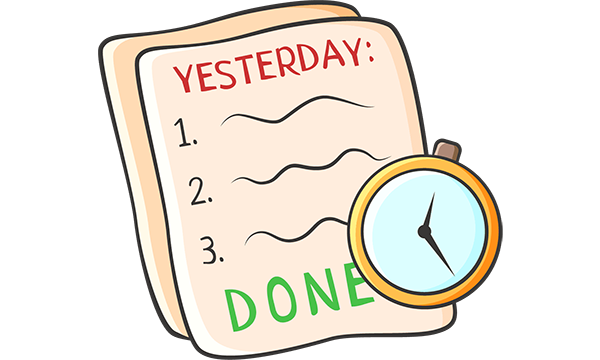 YESTERDAY:
1.
2.
3.
DONE